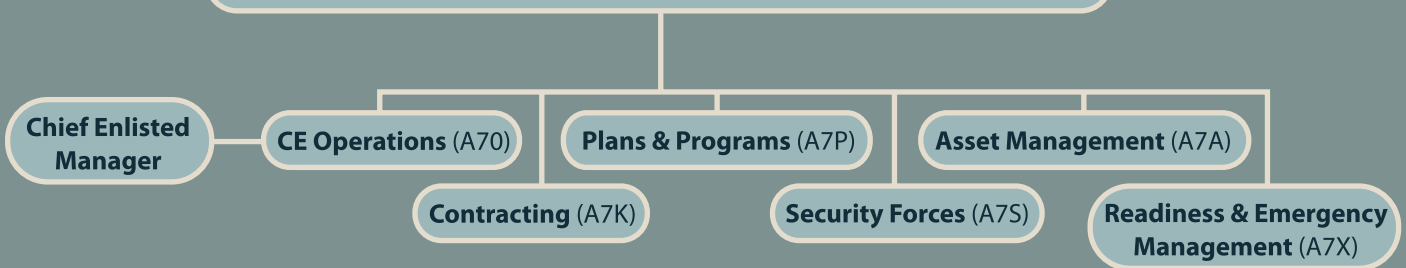 Chief Enlisted
Manager
CE Operations (A70)
Plans & Programs (A7P)
Asset Management (A7A)
Contracting (A7K)
Security Forces (A7S)
Readiness & Emergency
Management (A7X)